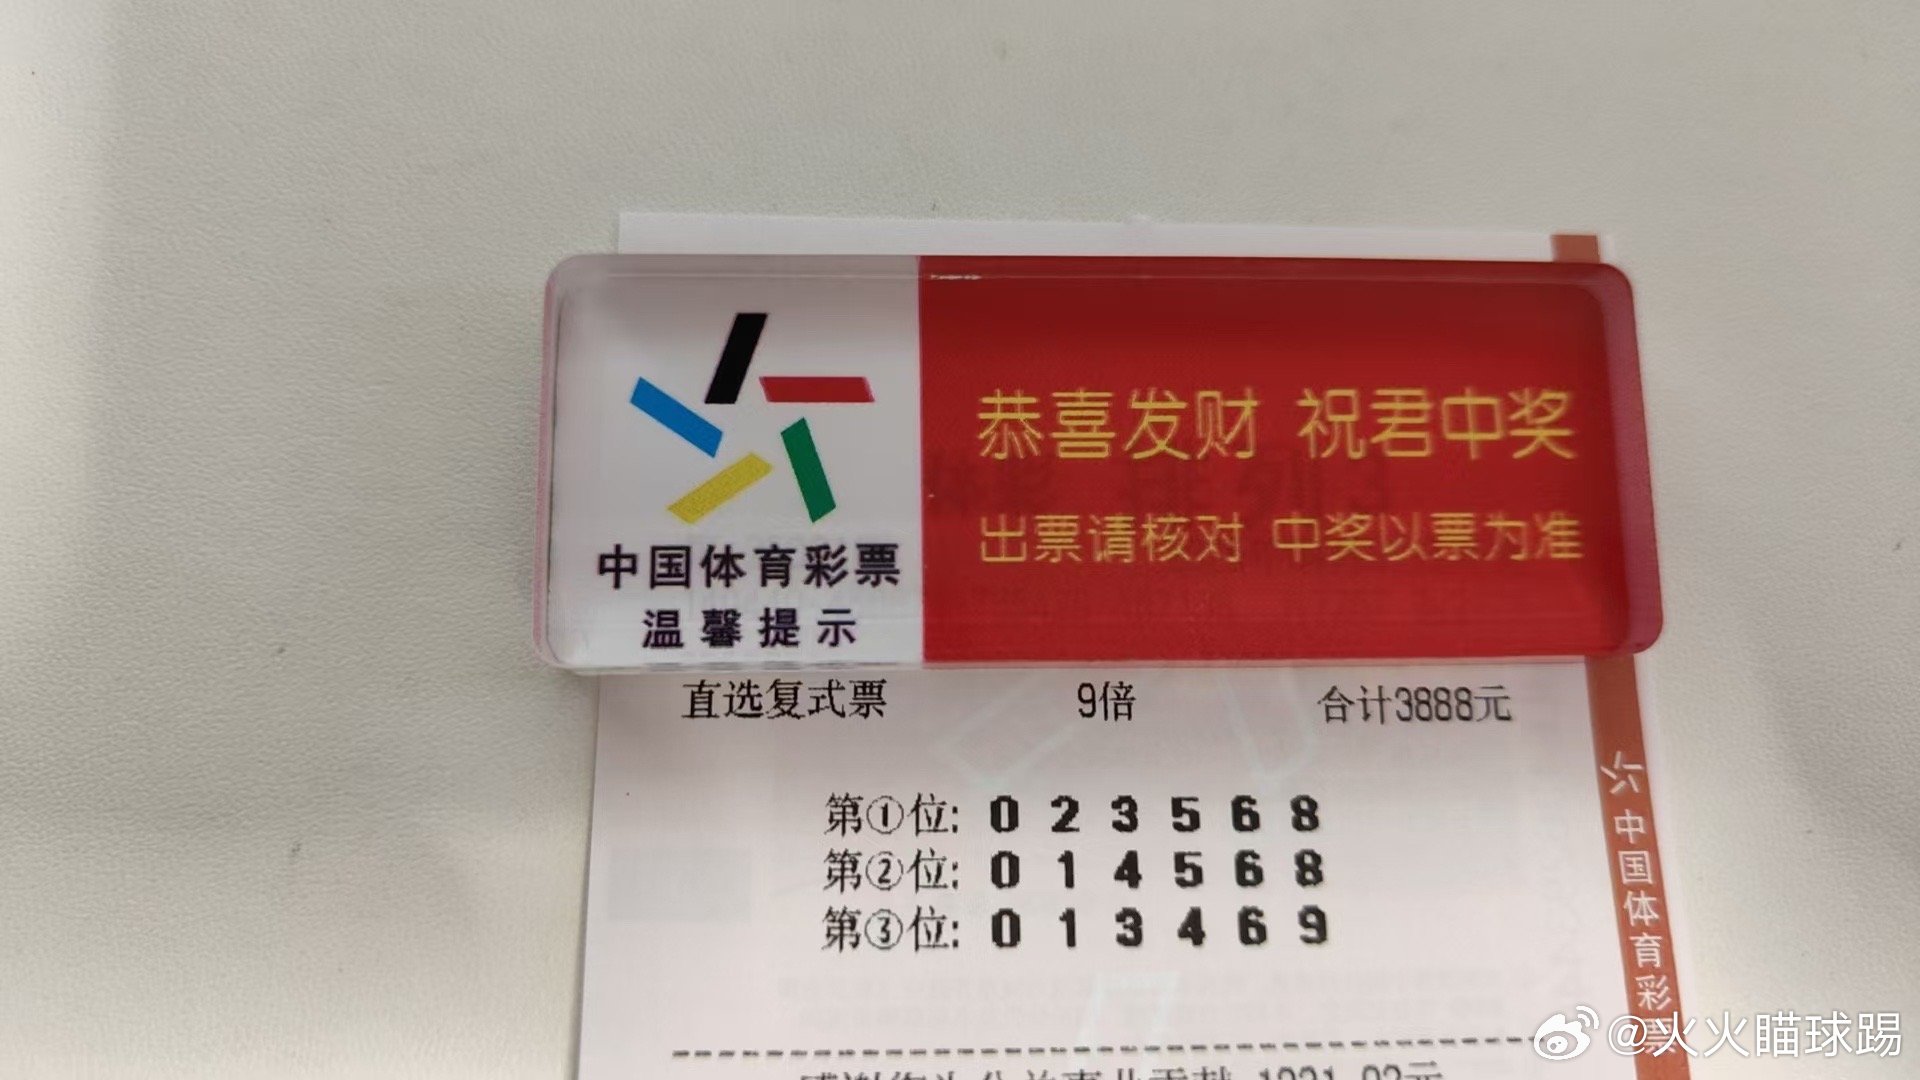 恭喜发财 祝君中奖
出票请核对 中奖以票为准
中国体育彩票
温馨提示
直选复式票 9倍 合计3888元
第①位: 0 2 3 5 6 8
第②位: 0 1 4 5 6 8
第③位: 0 1 3 4 6 9
中国体育彩票
@火火瞄球踢